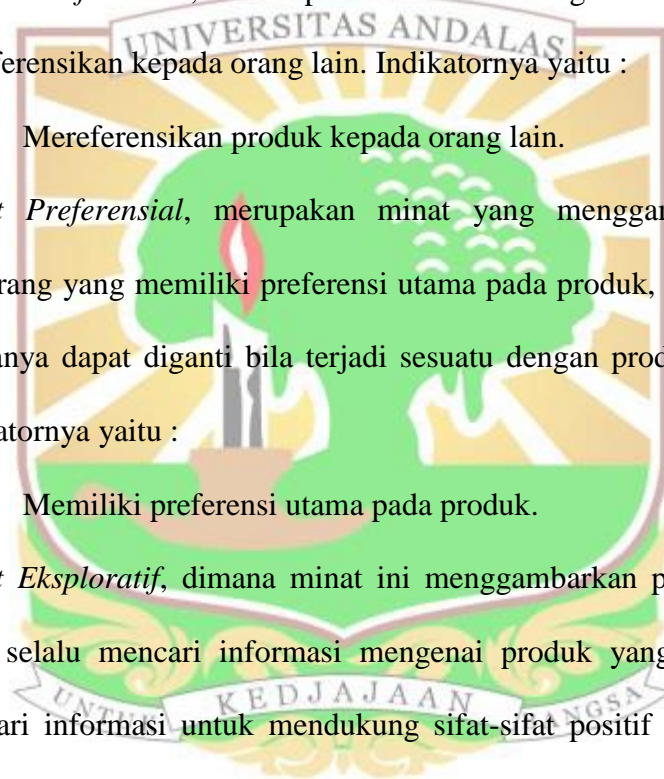 UNIVERSITAS ANDALAS
ferensikan kepada orang lain. Indikatornya yaitu :
Mereferensikan produk kepada orang lain.
Preferensial, merupakan minat yang menggam
rang yang memiliki preferensi utama pada produk,
nya dapat diganti bila terjadi sesuatu dengan prod
atornya yaitu :
Memiliki preferensi utama pada produk.
Eksploratif, dimana minat ini menggambarkan p
selalu mencari informasi mengenai produk yang
ari informasi untuk mendukung sifat-sifat positif
UNTUK KEDJAJAAN BANGSA